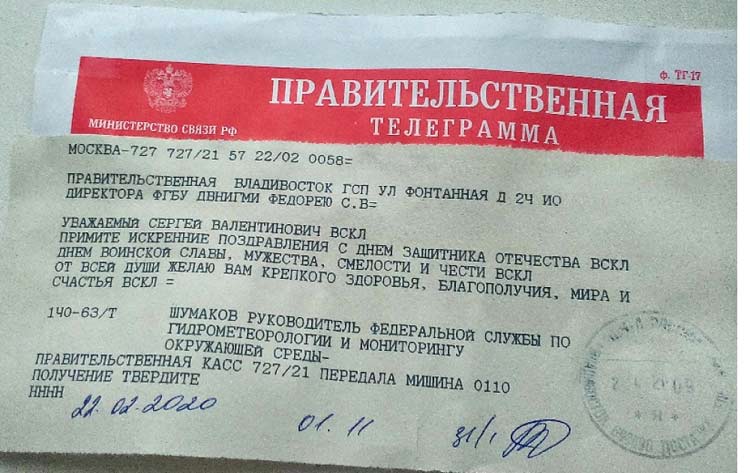 ф. ТГ-17
ПРАВИТЕЛЬСТВЕННАЯ
МИНИСТЕРСТВО СВЯЗИ РФ
ТЕЛЕГРАММА
МОСКВА-727 727/21 57 22/02 0058=
ПРАВИТЕЛЬСТВЕННАЯ ВЛАДИВОСТОК ГСП УЛ ФОНТАННАЯ Д 24 ИО
ДИРЕКТОРА ФГБУ ДВНИГМИ ФЕДОРЕЮ С.В=
УВАЖАЕМЫЙ СЕРГЕЙ ВАЛЕНТИНОВИЧ ВСКЛ
ПРИМИТЕ ИСКРЕННИЕ ПОЗДРАВЛЕНИЯ С ДНЕМ ЗАЩИТНИКА ОТЕЧЕСТВА ВСКЛ
ДНЕМ ВОИНСКОЙ СЛАВЫ, МУЖЕСТВА, СМЕЛОСТИ И ЧЕСТИ ВСКЛ
ОТ ВСЕЙ ДУШИ ЖЕЛАЮ ВАМ КРЕПКОГО ЗДОРОВЬЯ, БЛАГОПОЛУЧИЯ, МИРА И
СЧАСТЬЯ ВСКЛ =
140-63/Т ШУМАКОВ РУКОВОДИТЕЛЬ ФЕДЕРАЛЬНОЙ СЛУЖБЫ ПО
ГИДРОМЕТЕОРОЛОГИИ И МОНИТОРИНГУ
ОКРУЖАЮШЕЙ СРЕДЫ-
ПРАВИТЕЛЬСТВЕННАЯ КАСС 727/21 ПЕРЕДАЛА МИШИНА 0110
ПОЛУЧЕНИЕ ТВЕРДИТЕ
НННН
22.02.2020 01.11